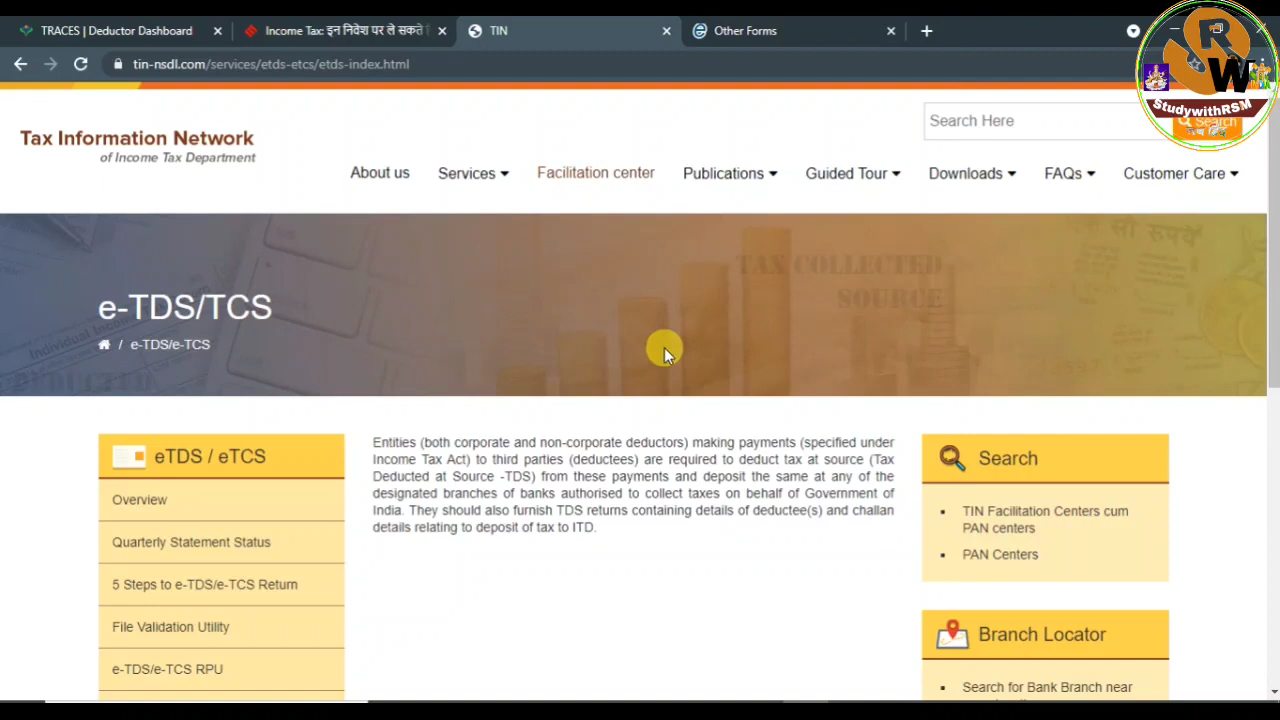 TRACES | Deductor Dashboard
Income Tax: इन निवेश पर ले सकते
TIN
Other Forms
tin-nsdl.com/services/etds-etcs/etds-index.html
RW
StudywithRSM
Search Here
Search
Tax Information Network
of Income Tax Department
About us
Services
Facilitation center
Publications
Guided Tour
Downloads
FAQs
Customer Care
TAX COLLECTED
SOURCE
e-TDS/TCS
/ e-TDS/e-TCS
eTDS / eTCS
Overview
Quarterly Statement Status
5 Steps to e-TDS/e-TCS Return
File Validation Utility
e-TDS/e-TCS RPU
Entities (both corporate and non-corporate deductors) making payments (specified under
Income Tax Act) to third parties (deductees) are required to deduct tax at source (Tax
Deducted at Source -TDS) from these payments and deposit the same at any of the
designated branches of banks authorised to collect taxes on behalf of Government of
India. They should also furnish TDS returns containing details of deductee(s) and challan
details relating to deposit of tax to ITD.
Search
TIN Facilitation Centers cum
PAN centers
PAN Centers
Branch Locator
Search for Bank Branch near